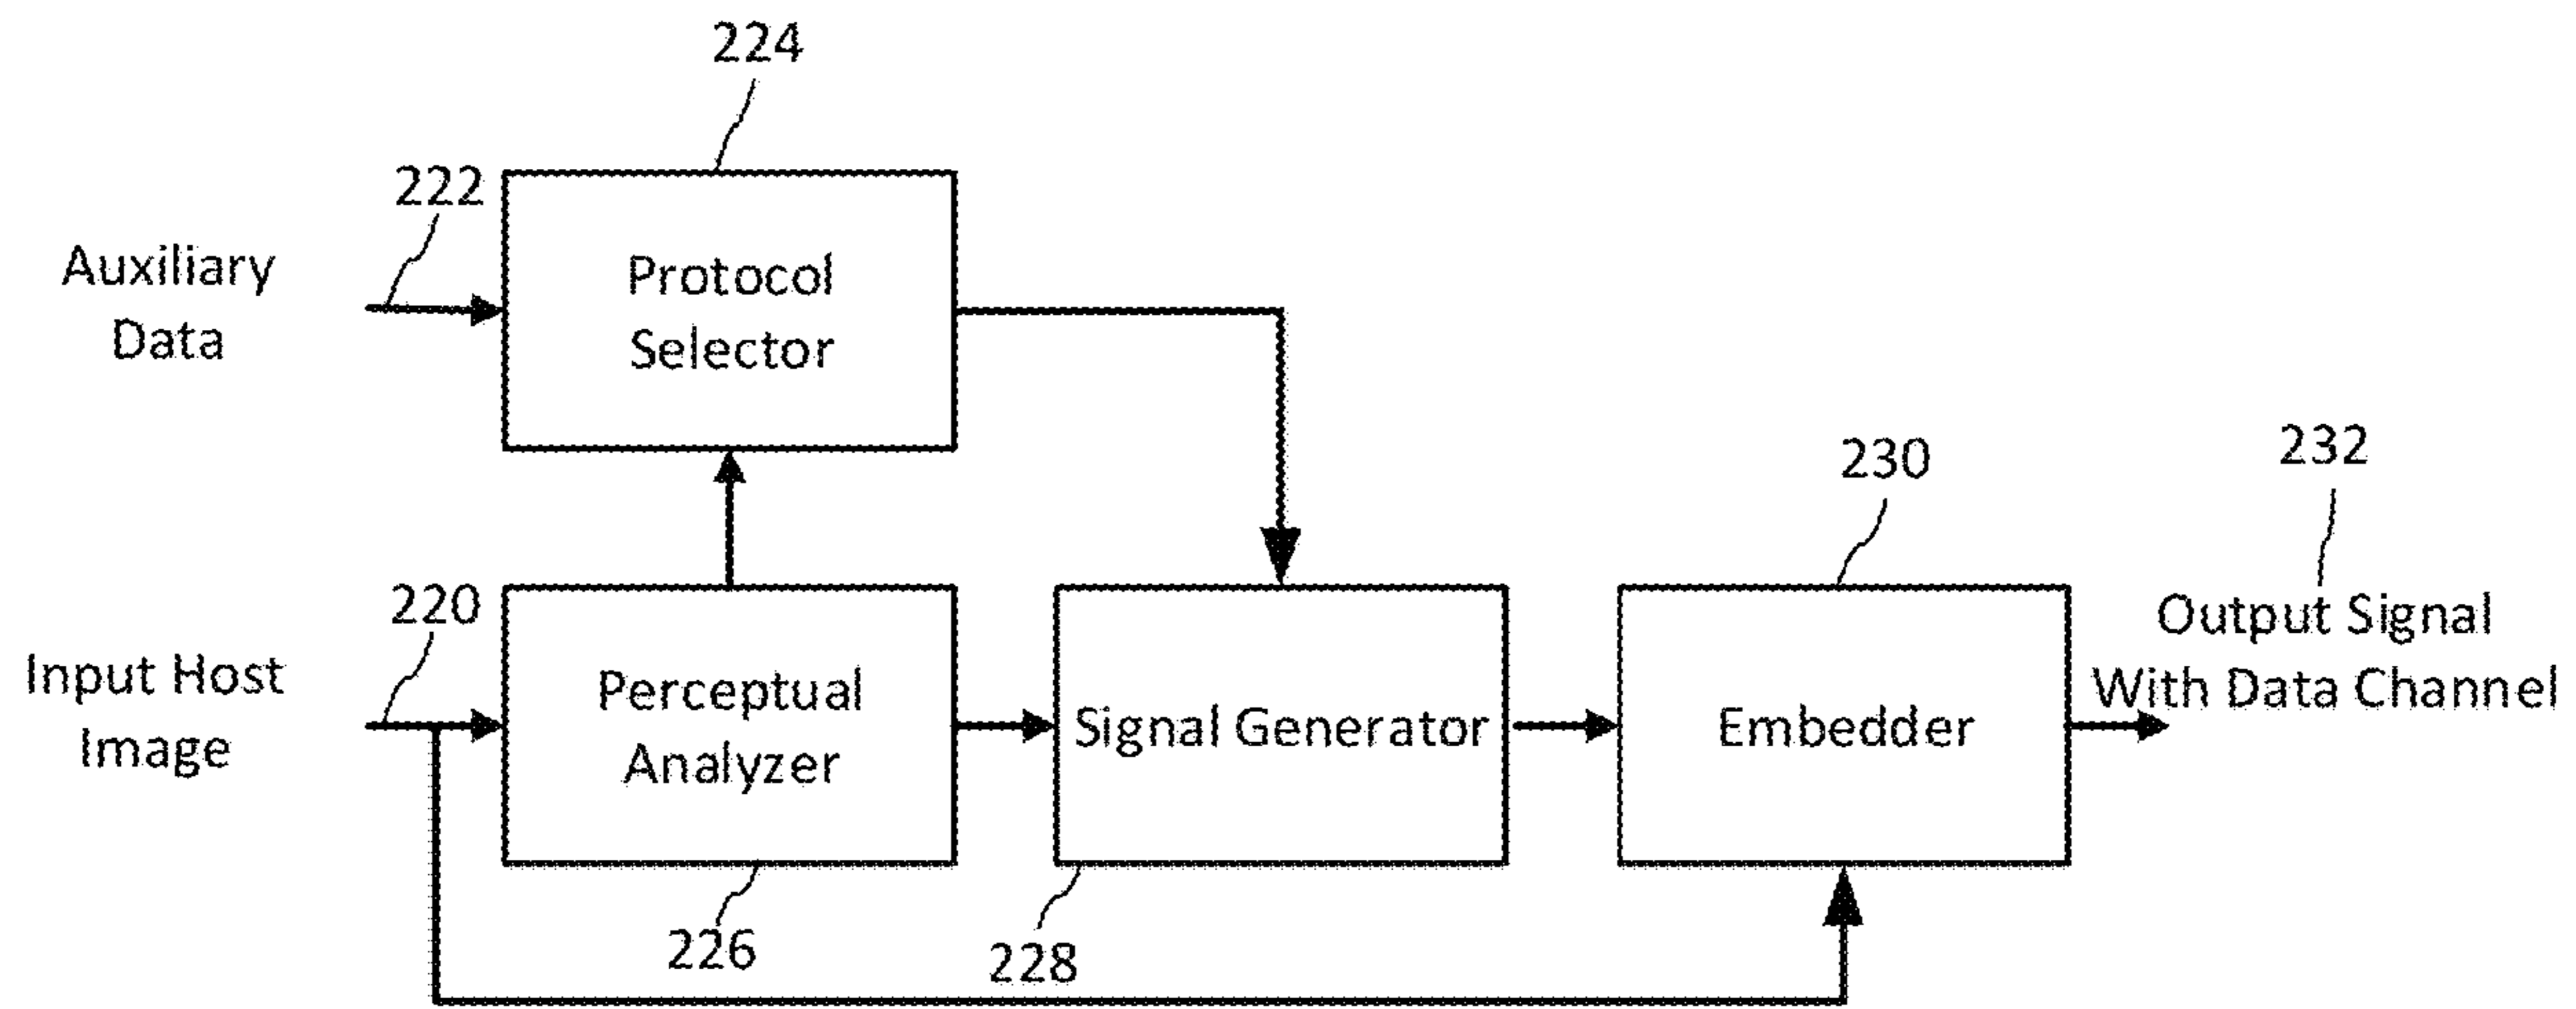 224
222
Auxiliary
Data
Protocol
Selector
230
232
220
Input Host
Image
Perceptual
Analyzer
Signal Generator
Embedder
Output Signal
With Data Channel
226
228